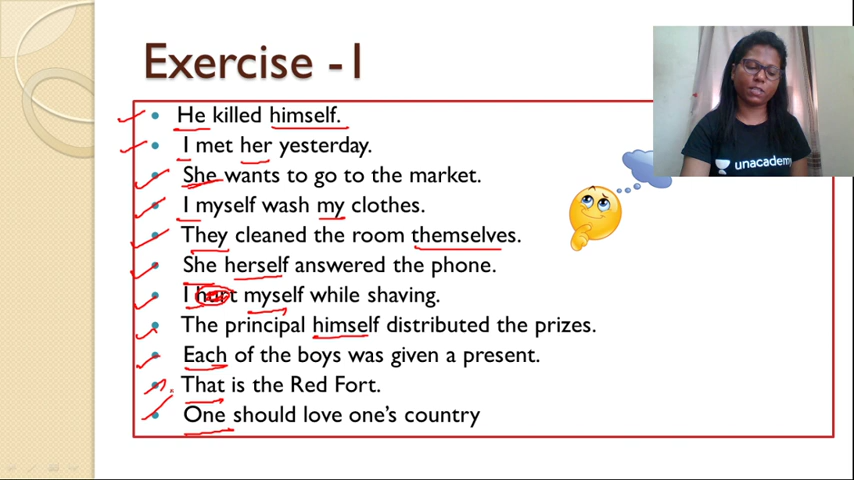 Exercise -1
He killed himself.
I met her yesterday.
She wants to go to the market.
I myself wash my clothes.
They cleaned the room themselves.
She herself answered the phone.
I hurt myself while shaving.
The principal himself distributed the prizes.
Each of the boys was given a present.
That is the Red Fort.
One should love one's country
unacademy